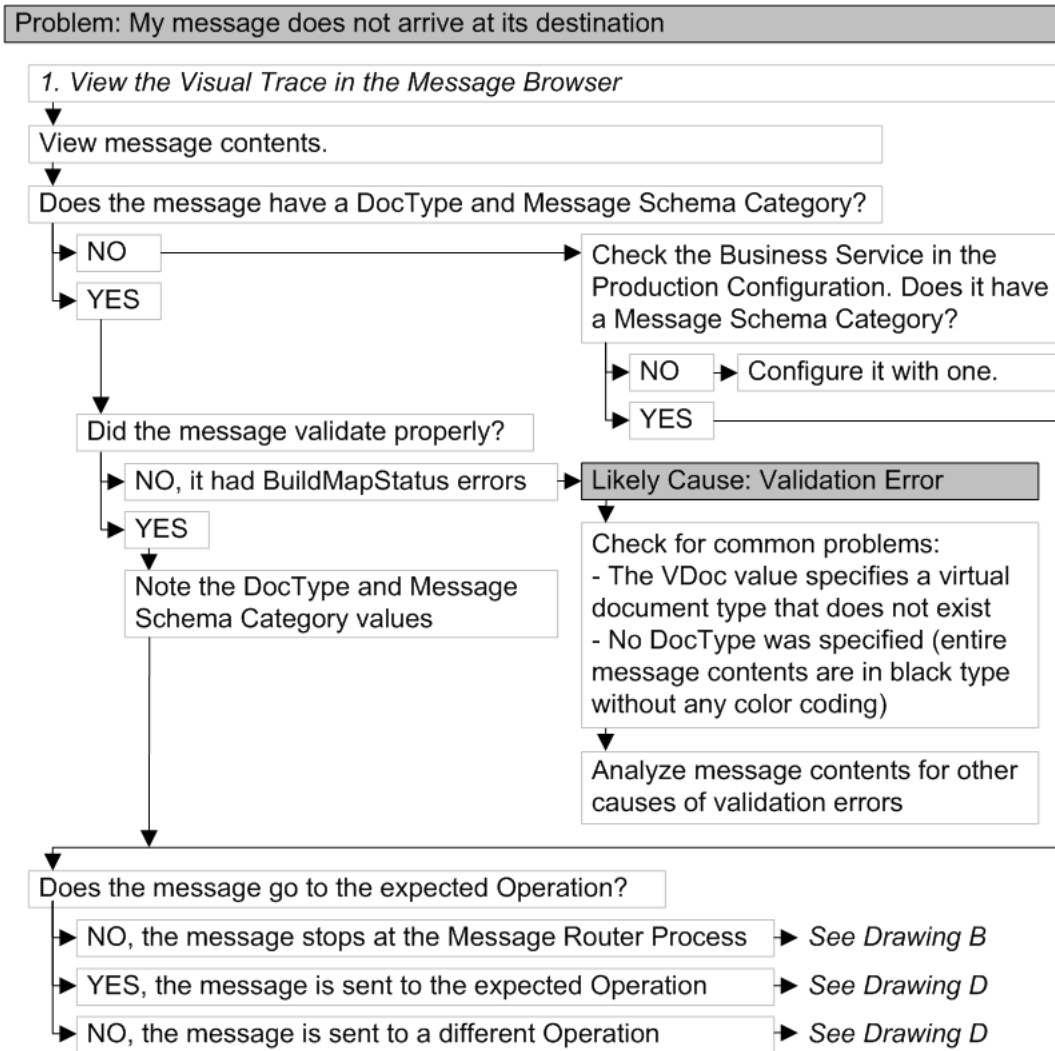 Problem: My message does not arrive at its destination
1. View the Visual Trace in the Message Browser
View message contents.
Does the message have a DocType and Message Schema Category?
NO
YES
Check the Business Service in the
Production Configuration. Does it have
a Message Schema Category?
NO
Configure it with one.
YES
Did the message validate properly?
NO, it had BuildMapStatus errors
YES
Note the DocType and Message
Schema Category values
Likely Cause: Validation Error
Check for common problems:
- The VDoc value specifies a virtual
document type that does not exist
- No DocType was specified (entire
message contents are in black type
without any color coding)
Analyze message contents for other
causes of validation errors
Does the message go to the expected Operation?
NO, the message stops at the Message Router Process
See Drawing B
YES, the message is sent to the expected Operation
See Drawing D
NO, the message is sent to a different Operation
See Drawing D